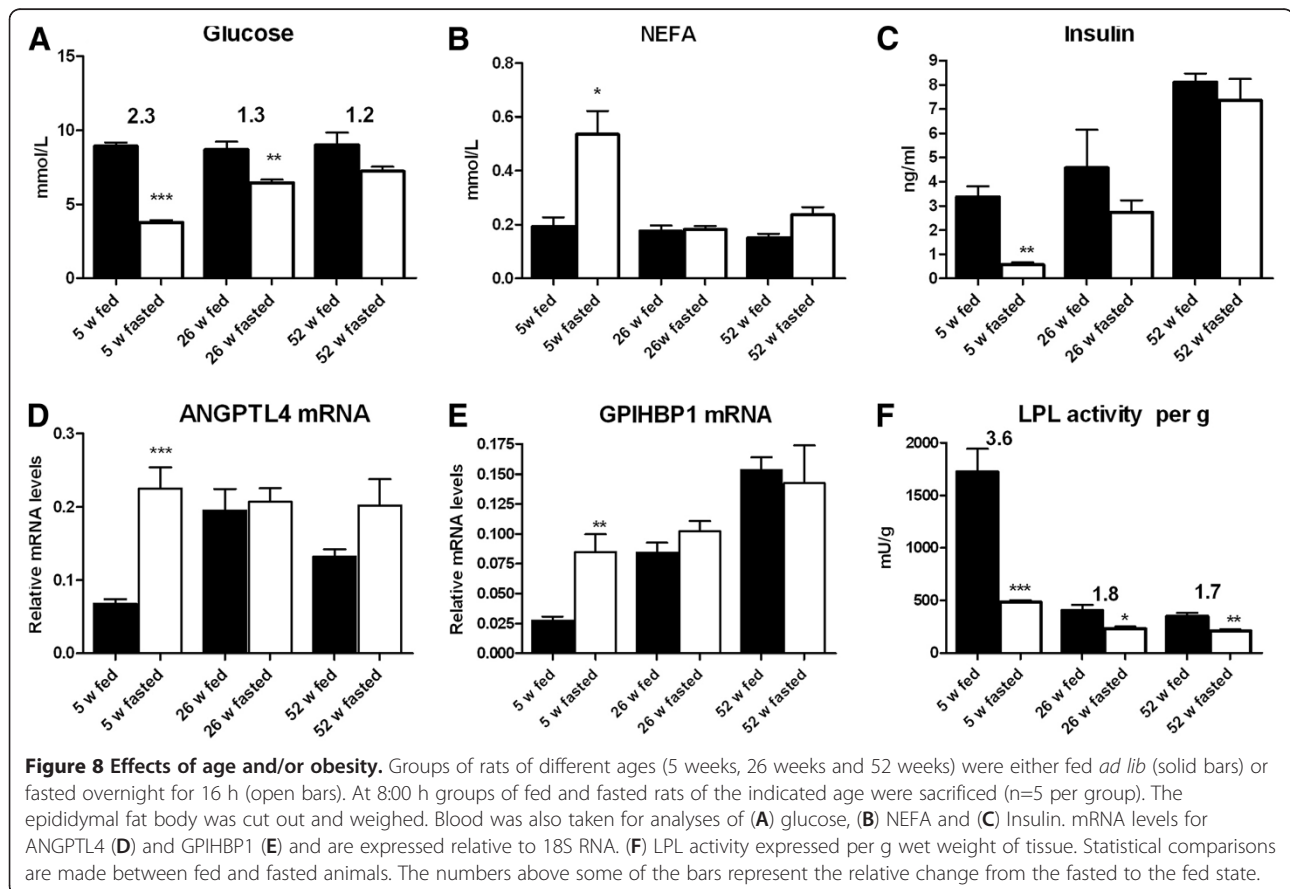 A
Glucose
15
10
5
0
mmol/L
2.3
1.3
1.2
***
**
5 w fed
5 w fasted
26 w fed
26 w fasted
52 w fed
52 w fasted
B
NEFA
0.8
0.6
0.4
0.2
0.0
mmol/L
*
5w fed
5w fasted
26 w fed
26w fasted
52 w fed
52 w fasted
C
Insulin
9
8
7
6
5
4
3
2
1
0
ng/ml
**
5 w fed
5 w fasted
26 w fed
26 w fasted
52 w fed
52 w fasted
D
ANGPTL4 mRNA
0.3
0.2
0.1
0.0
Relative mRNA levels
***
5 w fed
5 w fasted
26 w fed
26 w fasted
52 w fed
52 w fasted
E
GPIHBP1 mRNA
0.175
0.150
0.125
0.100
0.075
0.050
0.025
0.000
Relative mRNA levels
**
5 w fed
5 w fasted
26 w fed
26 w fasted
52 w fed
52 w fasted
F
LPL activity per g
2000
1500
1000
500
0
mU/g
3.6
1.8
1.7
***
*
**
5 w fed
5 w fasted
26 w fed
26 w fasted
52 w fed
52 w fasted
Figure 8 Effects of age and/or obesity. Groups of rats of different ages (5 weeks, 26 weeks and 52 weeks) were either fed ad lib (solid bars) or
fasted overnight for 16 h (open bars). At 8:00 h groups of fed and fasted rats of the indicated age were sacrificed (n=5 per group). The
epididymal fat body was cut out and weighed. Blood was also taken for analyses of (A) glucose, (B) NEFA and (C) Insulin. mRNA levels for
ANGPTL4 (D) and GPIHBP1 (E) and are expressed relative to 18S RNA. (F) LPL activity expressed per g wet weight of tissue. Statistical comparisons
are made between fed and fasted animals. The numbers above some of the bars represent the relative change from the fasted to the fed state.